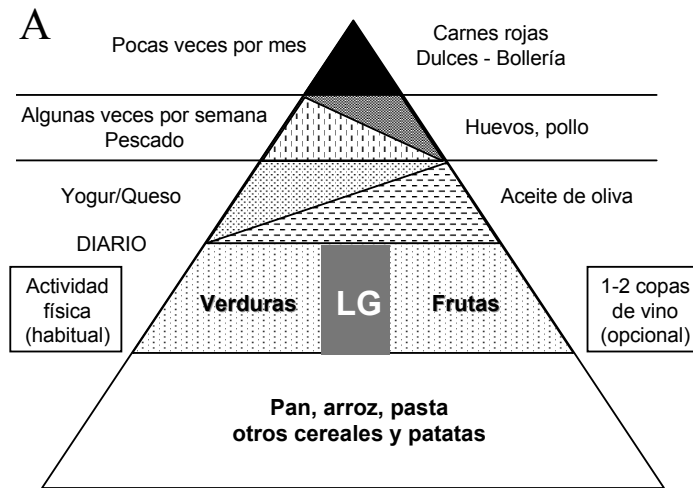 A
Pocas veces por mes
Carnes rojas
Dulces - Bollería
Algunas veces por semana
Pescado
Huevos, pollo
Yogur/Queso
Aceite de oliva
DIARIO
Actividad
física
(habitual)
Verduras
LG
Frutas
1-2 copas
de vino
(opcional)
Pan, arroz, pasta
otros cereales y patatas